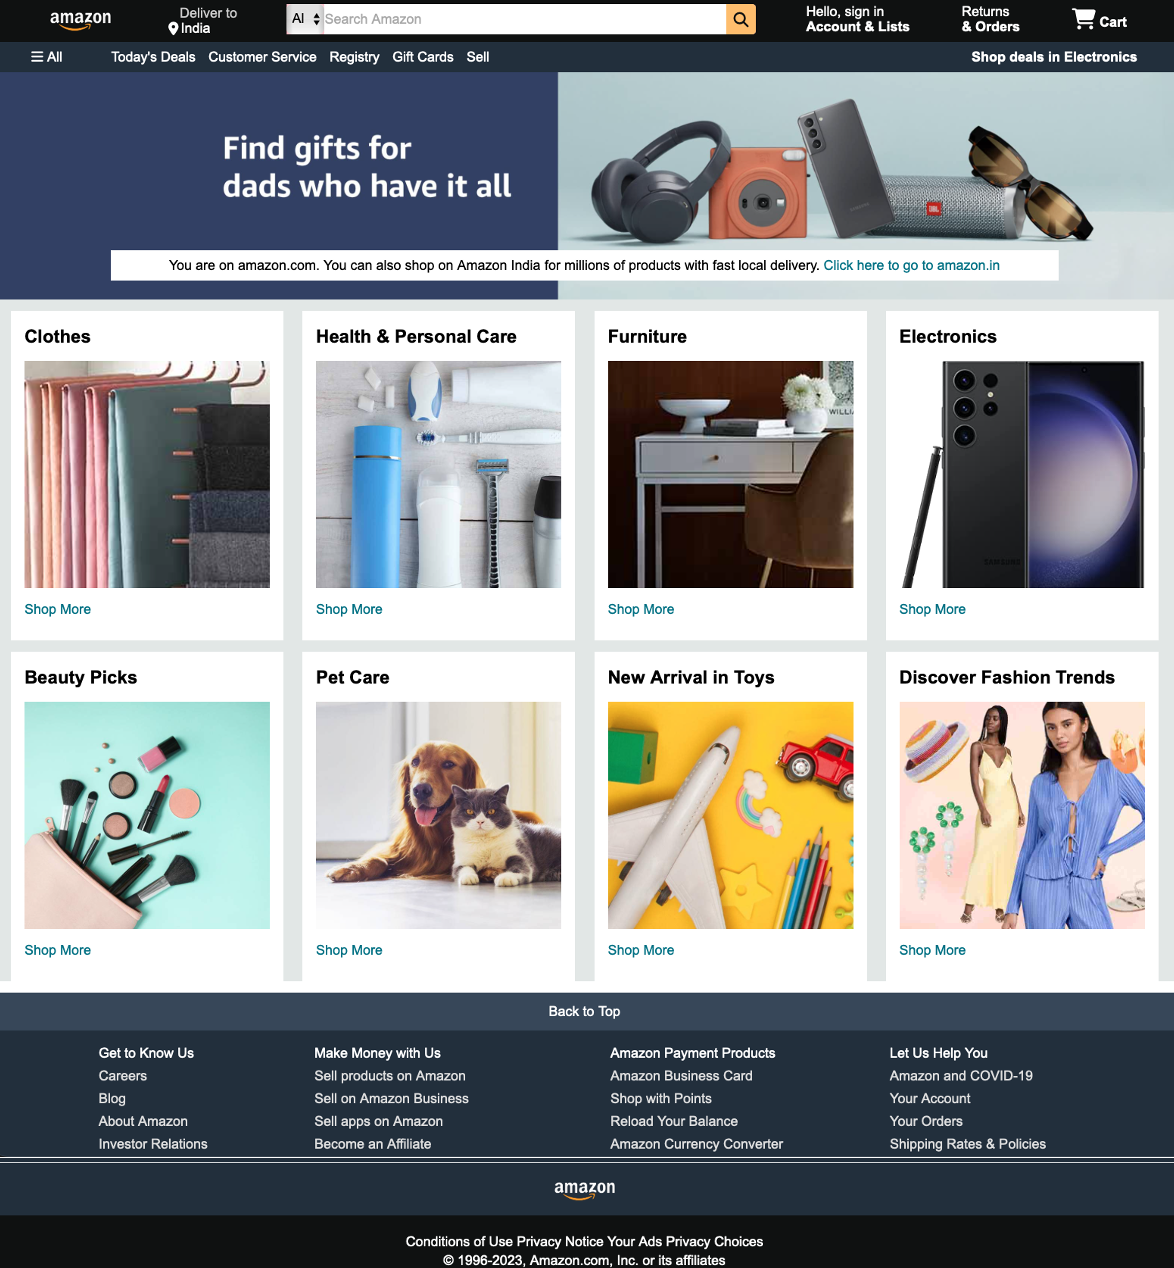 amazon
Deliver to
India
Al
Search Amazon
Hello, sign in
Account & Lists
Returns
& Orders
Cart
All
Today's Deals
Customer Service
Registry
Gift Cards
Sell
Shop deals in Electronics
Find gifts for
dads who have it all
JBL
You are on amazon.com. You can also shop on Amazon India for millions of products with fast local delivery. Click here to go to amazon.in
Clothes
Health & Personal Care
Furniture
Electronics
WILLI
SAMSUNG
Shop More
Shop More
Shop More
Shop More
Beauty Picks
Pet Care
New Arrival in Toys
Discover Fashion Trends
Shop More
Shop More
Shop More
Shop More
Back to Top
Get to Know Us
Careers
Blog
About Amazon
Investor Relations
Make Money with Us
Sell products on Amazon
Sell on Amazon Business
Sell apps on Amazon
Become an Affiliate
Amazon Payment Products
Amazon Business Card
Shop with Points
Reload Your Balance
Amazon Currency Converter
Let Us Help You
Amazon and COVID-19
Your Account
Your Orders
Shipping Rates & Policies
amazon
Conditions of Use Privacy Notice Your Ads Privacy Choices
© 1996-2023, Amazon.com, Inc. or its affiliates